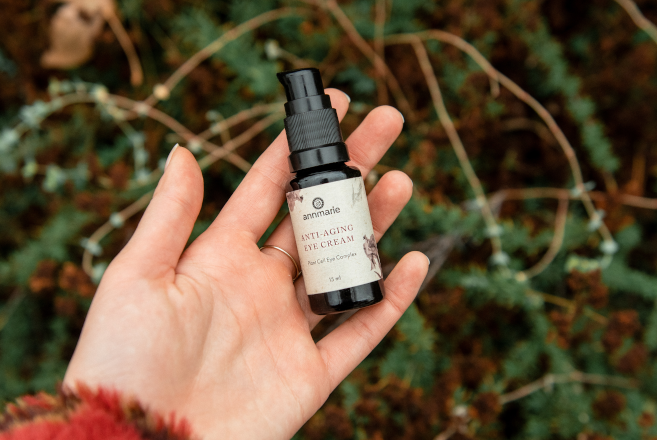 annmarie
ANTI-AGING
EYE CREAM
Plant Cell Eye Complex
15 ml